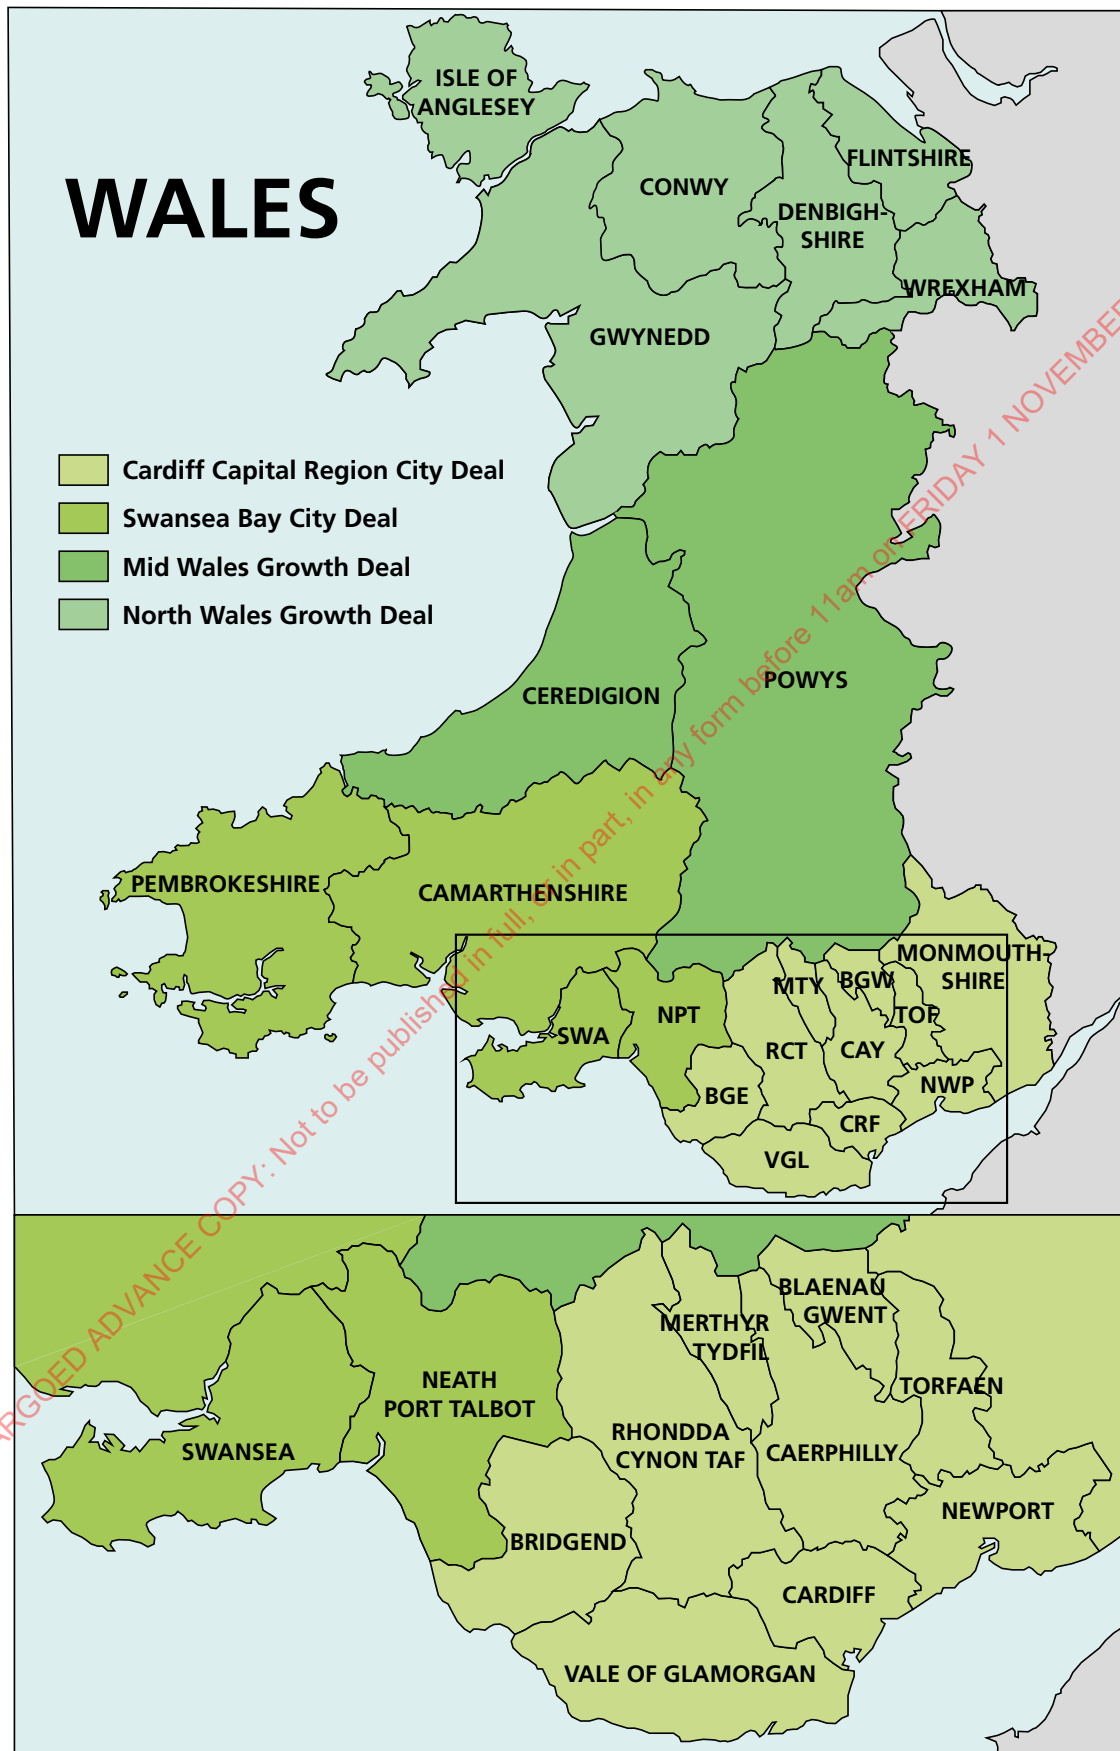 ISLE OF
ANGLESEY
WALES
CONWY
FLINTSHIRE
DENBIGH-
SHIRE
WREXHAM
GWYNEDD
Cardiff Capital Region City Deal
Swansea Bay City Deal
Mid Wales Growth Deal
North Wales Growth Deal
CEREDIGION
POWYS
PEMBROKESHIRE
CAMARTHENSHIRE
MONMOUTH-
SHIRE
MTY
BGW
TOF
NPT
SWA
RCT
CAY
BGE
NWP
CRF
VGL
ARGOED ADVANCE COPY: Not to be published in full, or in part, in any form before 11am on FRIDAY 1 NOVEMBER
BLAENAU
GWENT
MERTHYR
TYDFIL
NEATH
PORT TALBOT
TORFAEN
RHONDDA
CYNON TAF
SWANSEA
CAERPHILLY
NEWPORT
BRIDGEND
CARDIFF
VALE OF GLAMORGAN